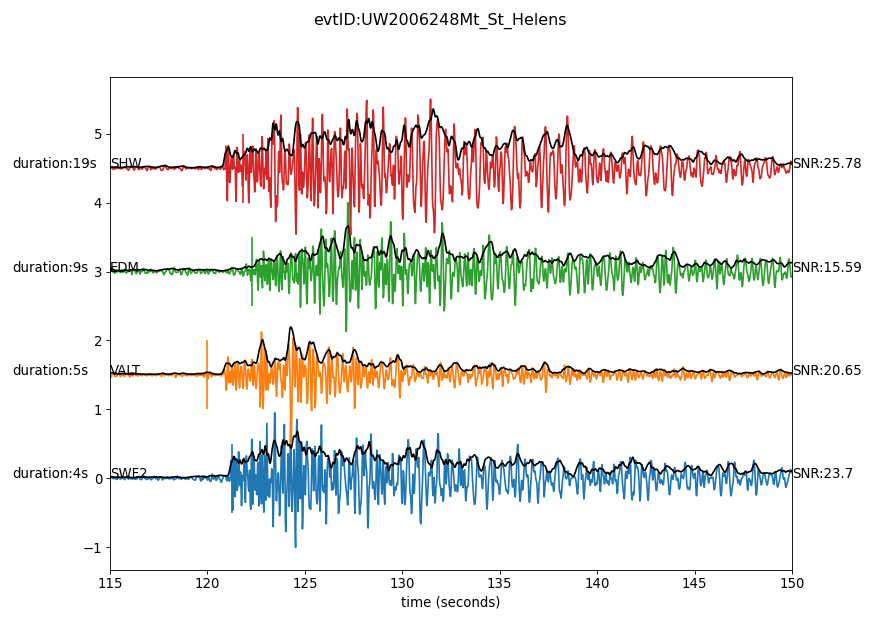 evtID:UW2006248Mt_St_Helens
5
duration:19s SHW SNR:25.78
4
duration:9s EDM SNR:15.59
3
2
duration:5s VALT SNR:20.65
1
duration:4s SWF2 SNR:23.7
0
−1
115 120 125 130 135 140 145 150
time (seconds)